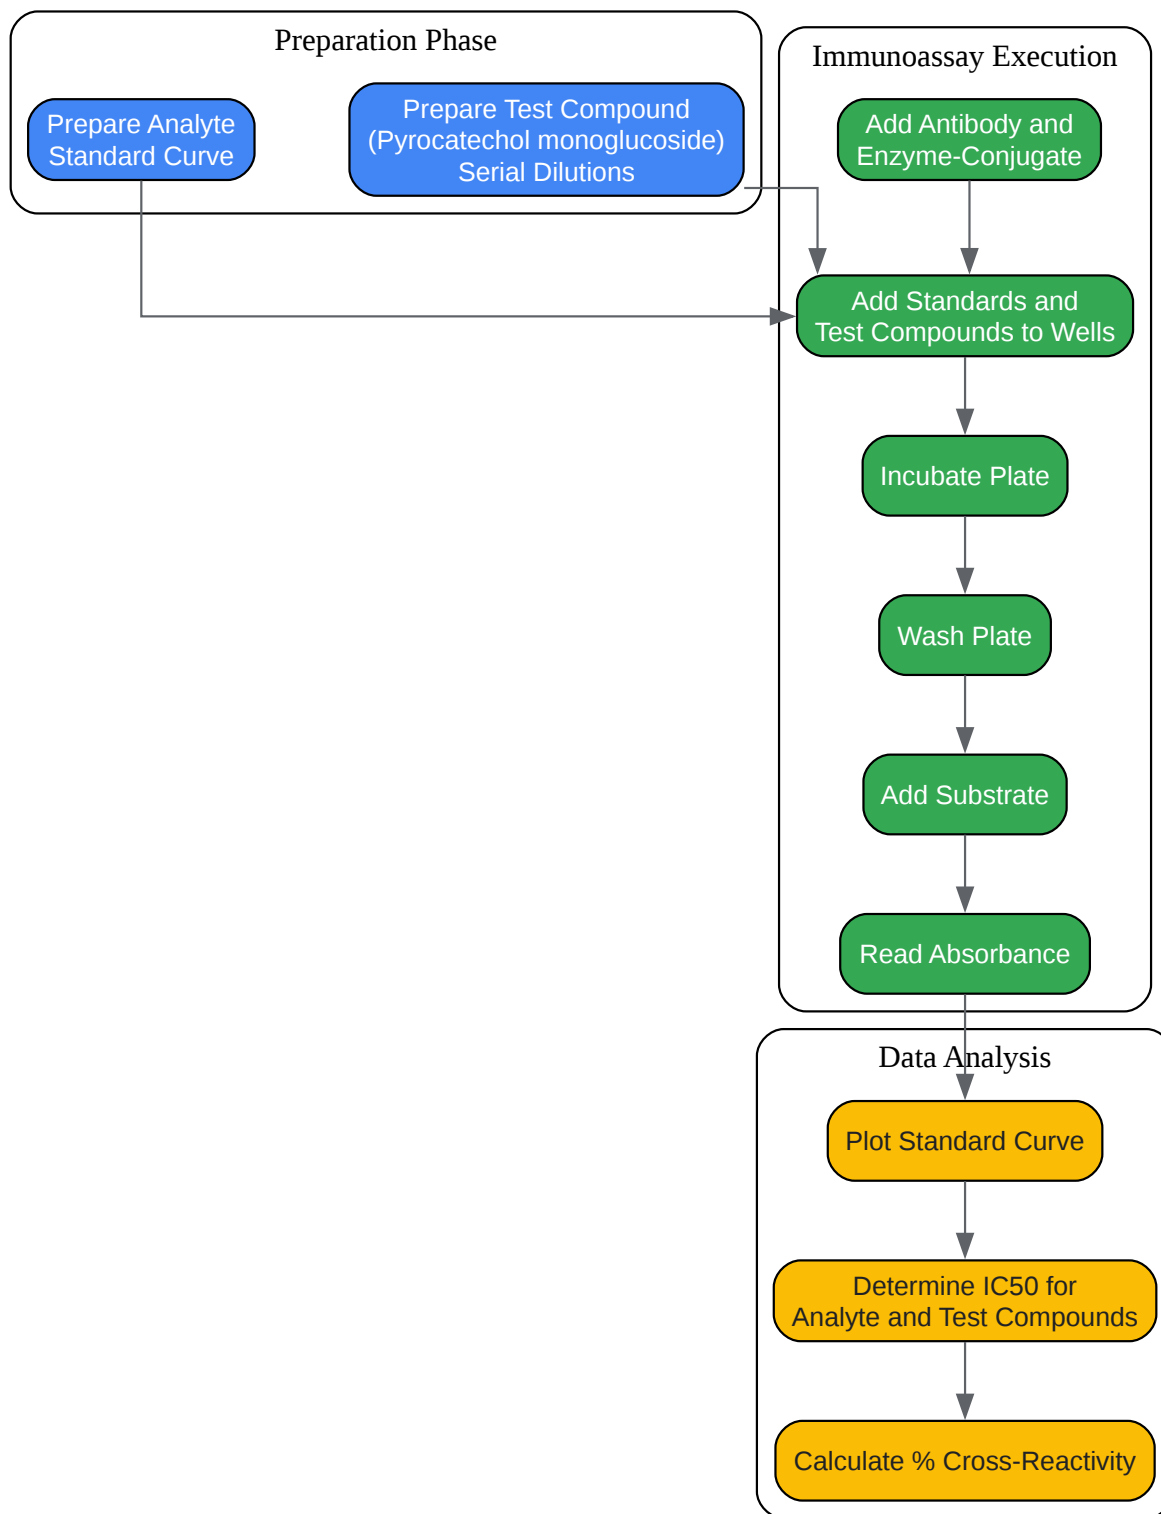 Preparation Phase
Prepare Analyte
Standard Curve
Prepare Test Compound
(Pyrocatechol monoglucoside)
Serial Dilutions
Immunoassay Execution
Add Antibody and
Enzyme-Conjugate
Add Standards and
Test Compounds to Wells
Incubate Plate
Wash Plate
Add Substrate
Read Absorbance
Data Analysis
Plot Standard Curve
Determine IC50 for
Analyte and Test Compounds
Calculate % Cross-Reactivity